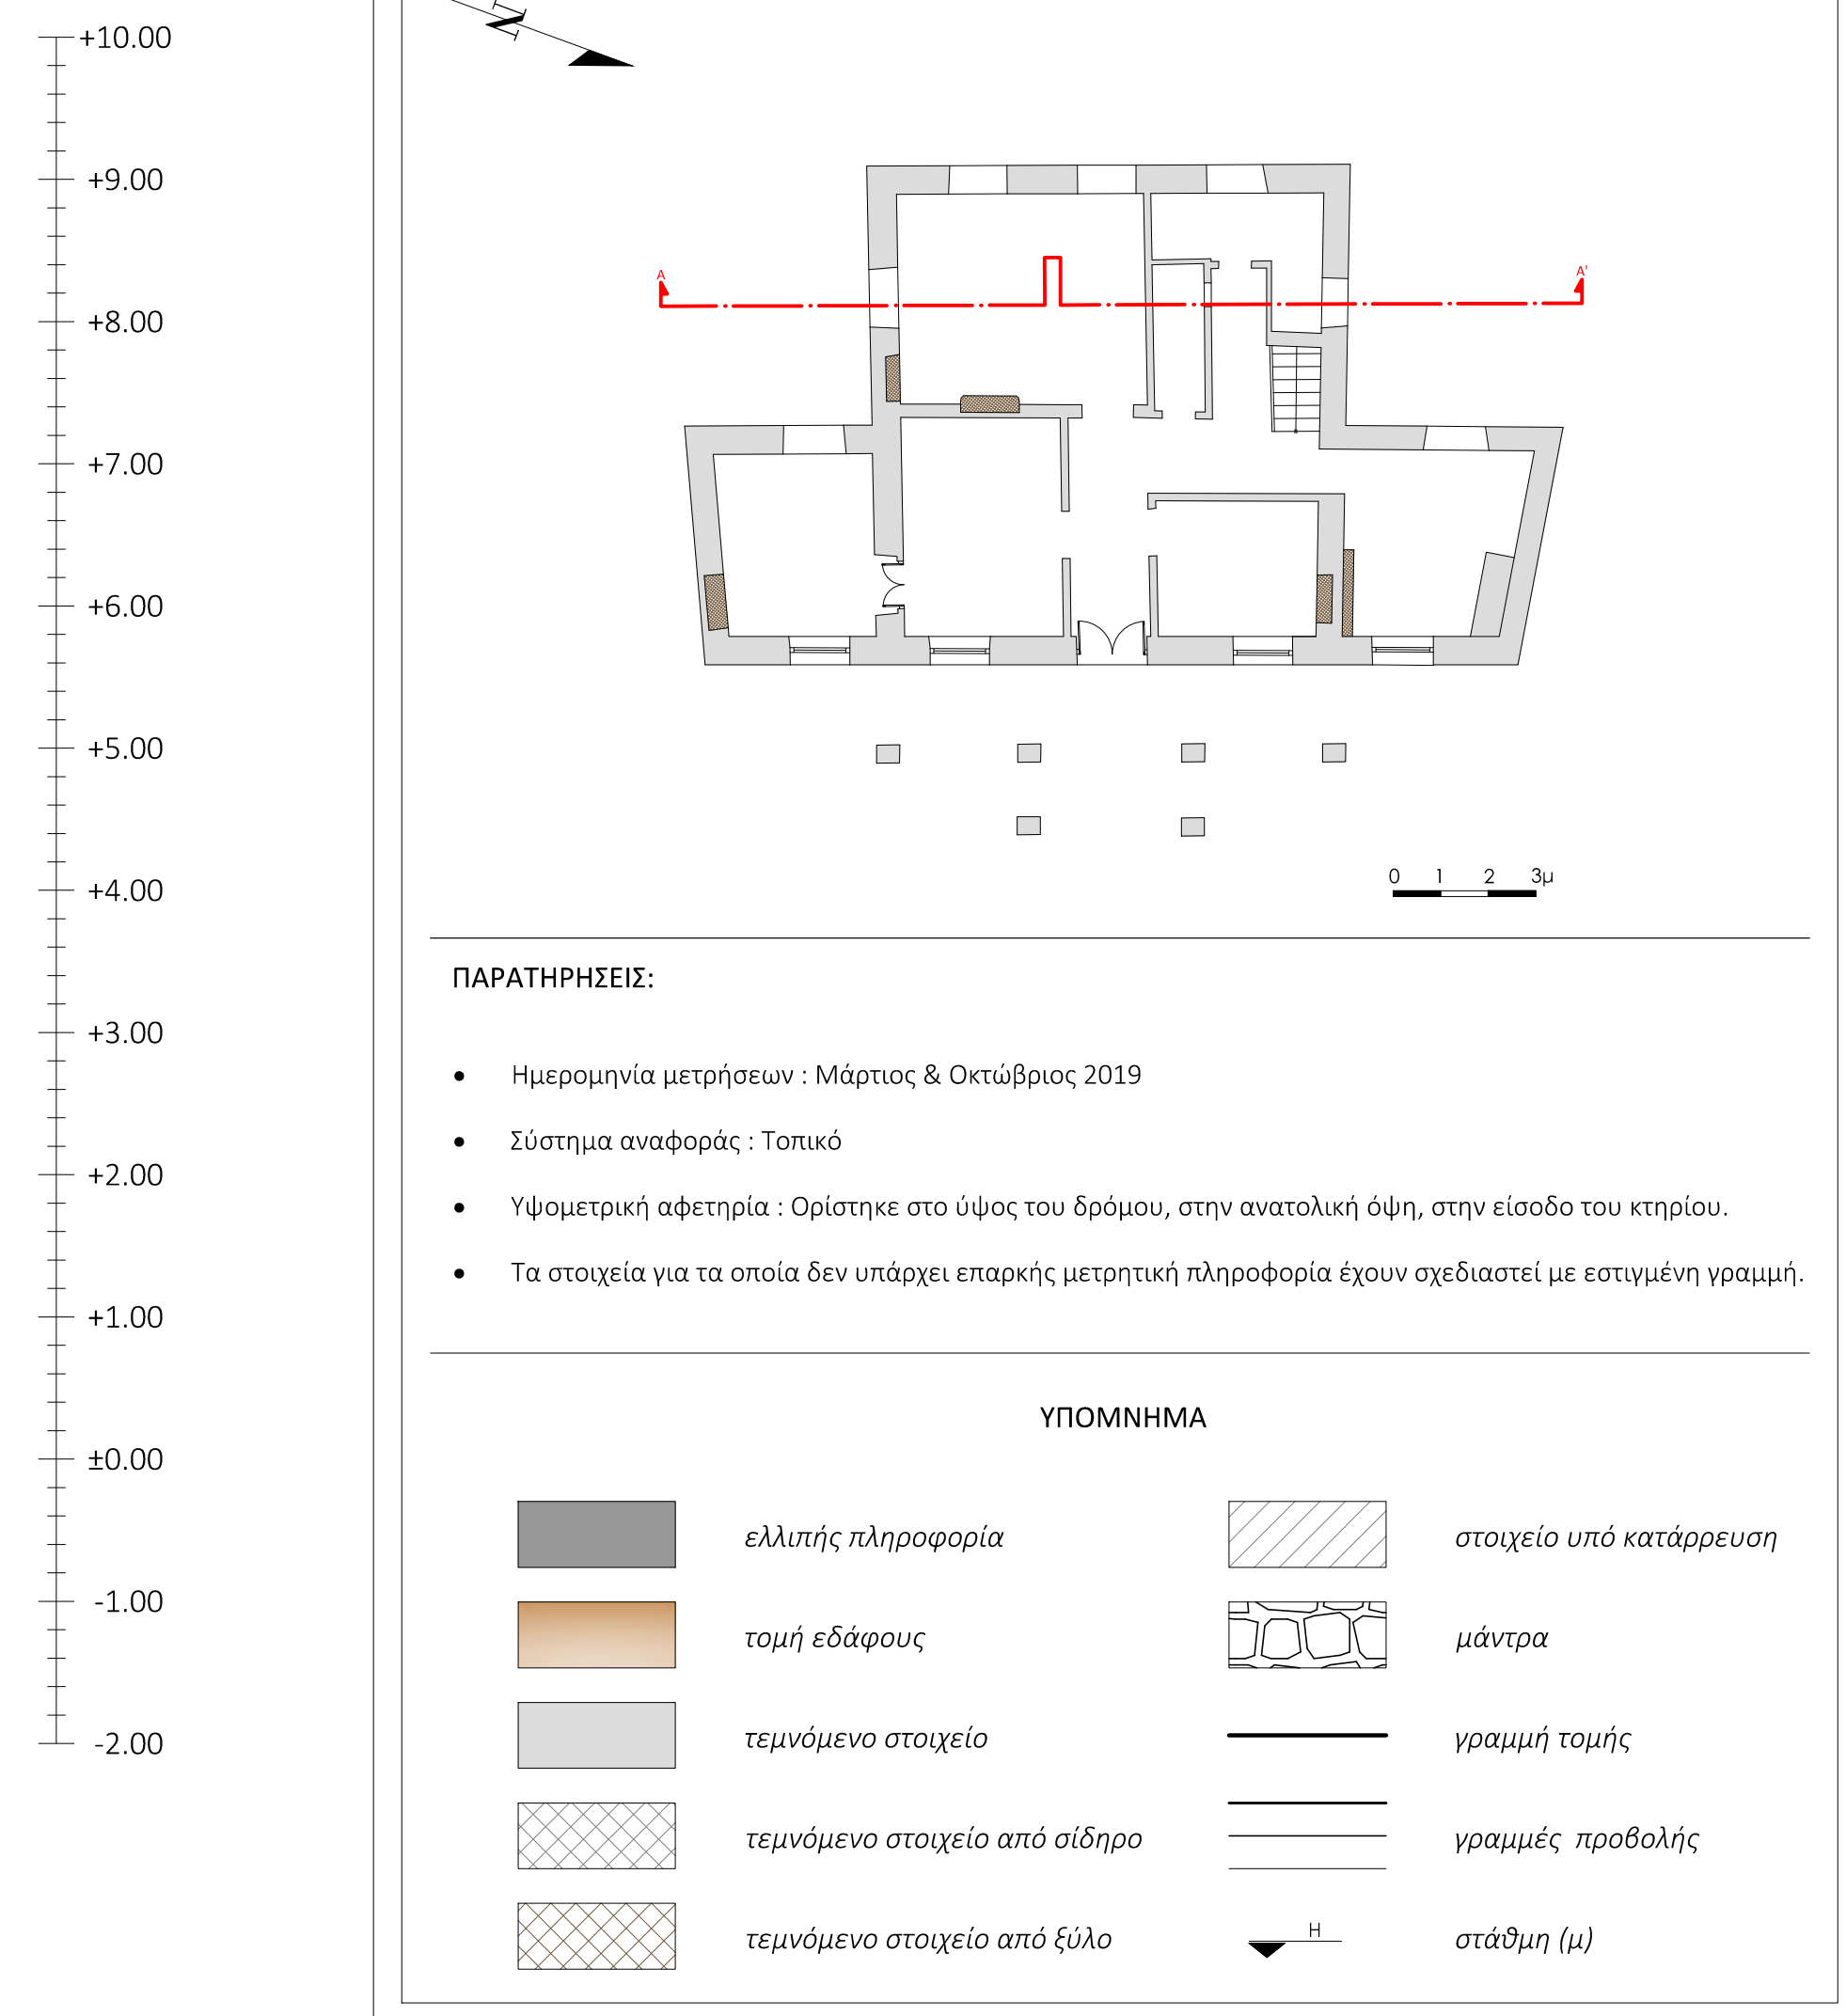 +10.00
+9.00
+8.00
+7.00
+6.00
+5.00
+4.00
+3.00
+2.00
+1.00
±0.00
-1.00
-2.00
A
A'
0 1 2 3μ
ΠΑΡΑΤΗΡΗΣΕΙΣ:
• Ημερομηνία μετρήσεων : Μάρτιος & Οκτώβριος 2019
• Σύστημα αναφοράς : Τοπικό
• Υψομετρική αφετηρία : Ορίστηκε στο ύψος του δρόμου, στην ανατολική όψη, στην είσοδο του κτηρίου.
• Τα στοιχεία για τα οποία δεν υπάρχει επαρκής μετρητική πληροφορία έχουν σχεδιαστεί με εστιγμένη γραμμή.
ΥΠΟΜΝΗΜΑ
ελλιπής πληροφορία
στοιχείο υπό κατάρρευση
τομή εδάφους
μάντρα
τεμνόμενο στοιχείο
γραμμή τομής
τεμνόμενο στοιχείο από σίδηρο
γραμμές προβολής
τεμνόμενο στοιχείο από ξύλο
H
στάθμη (μ)